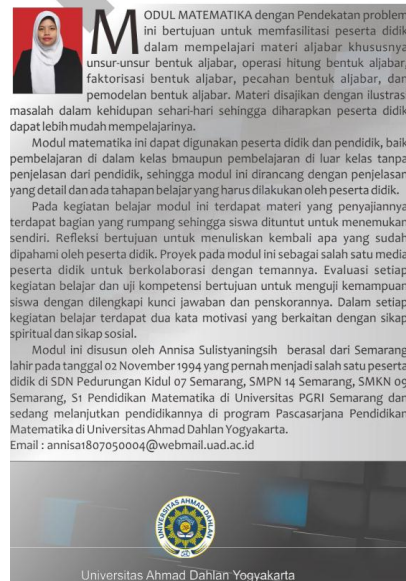 MODUL MATEMATIKA dengan Pendekatan problem
ini bertujuan untuk memfasilitasi peserta didik
dalam mempelajari materi aljabar khususnya
unsur-unsur bentuk aljabar, operasi hitung bentuk aljabar,
faktorisasi bentuk aljabar, pecahan bentuk aljabar, dan
pemodelan bentuk aljabar. Materi disajikan dengan ilustrasi
masalah dalam kehidupan sehari-hari sehingga diharapkan peserta didik
dapat lebih mudah mempelajarinya.
Modul matematika ini dapat digunakan peserta didik dan pendidik, baik
pembelajaran di dalam kelas bmaupun pembelajaran di luar kelas tanpa
penjelasan dari pendidik, sehingga modul ini dirancang dengan penjelasan
yang detail dan ada tahapan belajar yang harus dilakukan oleh peserta didik.
Pada kegiatan belajar modul ini terdapat materi yang penyajiannya
terdapat bagian yang rumpang sehingga siswa dituntut untuk menemukan
sendiri. Refleksi bertujuan untuk menuliskan kembali apa yang sudah
dipahami oleh peserta didik. Proyek pada modul ini sebagai salah satu media
peserta didik untuk berkolaborasi dengan temannya. Evaluasi setiap
kegiatan belajar dan uji kompetensi bertujuan untuk menguji kemampuan
siswa dengan dilengkapi kunci jawaban dan penskorannya. Dalam setiap
kegiatan belajar terdapat dua kata motivasi yang berkaitan dengan sikap
spiritual dan sikap sosial.
Modul ini disusun oleh Annisa Sulistyaningsih berasal dari Semarang
lahir pada tanggal 02 November 1994 yang pernah menjadi salah satu peserta
didik di SDN Pedurungan Kidul 07 Semarang, SMPN 14 Semarang, SMKN 09
Semarang, S1 Pendidikan Matematika di Universitas PGRI Semarang dan
sedang melanjutkan pendidikannya di program Pascasarjana Pendidikan
Matematika di Universitas Ahmad Dahlan Yogyakarta.
Email : annisa1807050004@webmail.uad.ac.id
UNIVERSITAS AHMAD DAHLAN
Universitas Ahmad Dahlan Yogyakarta